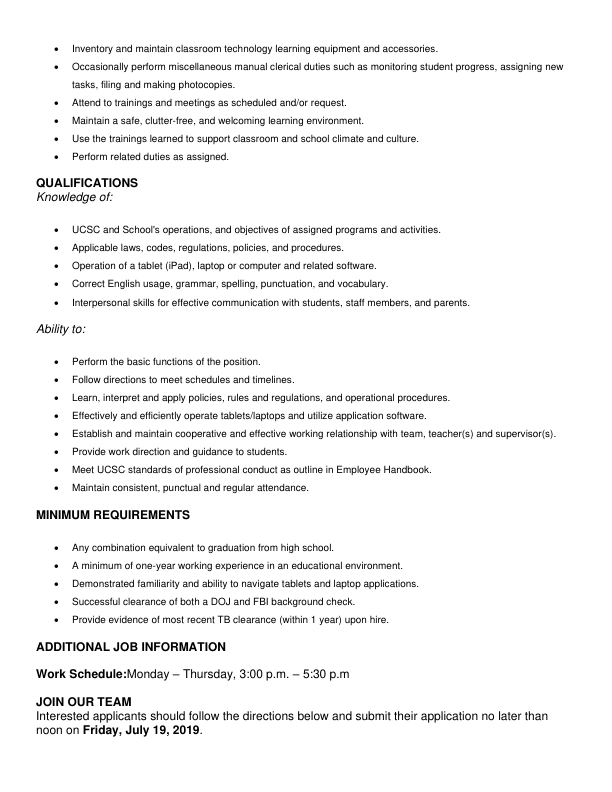 • Inventory and maintain classroom technology learning equipment and accessories.
• Occasionally perform miscellaneous manual clerical duties such as monitoring student progress, assigning new
tasks, filing and making photocopies.
• Attend to trainings and meetings as scheduled and/or request.
• Maintain a safe, clutter-free, and welcoming learning environment.
• Use the trainings learned to support classroom and school climate and culture.
• Perform related duties as assigned.
QUALIFICATIONS
Knowledge of:
• UCSC and School's operations, and objectives of assigned programs and activities.
• Applicable laws, codes, regulations, policies, and procedures.
• Operation of a tablet (iPad), laptop or computer and related software.
• Correct English usage, grammar, spelling, punctuation, and vocabulary.
• Interpersonal skills for effective communication with students, staff members, and parents.
Ability to:
• Perform the basic functions of the position.
• Follow directions to meet schedules and timelines.
• Learn, interpret and apply policies, rules and regulations, and operational procedures.
• Effectively and efficiently operate tablets/laptops and utilize application software.
• Establish and maintain cooperative and effective working relationship with team, teacher(s) and supervisor(s).
• Provide work direction and guidance to students.
• Meet UCSC standards of professional conduct as outline in Employee Handbook.
• Maintain consistent, punctual and regular attendance.
MINIMUM REQUIREMENTS
• Any combination equivalent to graduation from high school.
• A minimum of one-year working experience in an educational environment.
• Demonstrated familiarity and ability to navigate tablets and laptop applications.
• Successful clearance of both a DOJ and FBI background check.
• Provide evidence of most recent TB clearance (within 1 year) upon hire.
ADDITIONAL JOB INFORMATION
Work Schedule:Monday – Thursday, 3:00 p.m. – 5:30 p.m
JOIN OUR TEAM
Interested applicants should follow the directions below and submit their application no later than
noon on Friday, July 19, 2019.